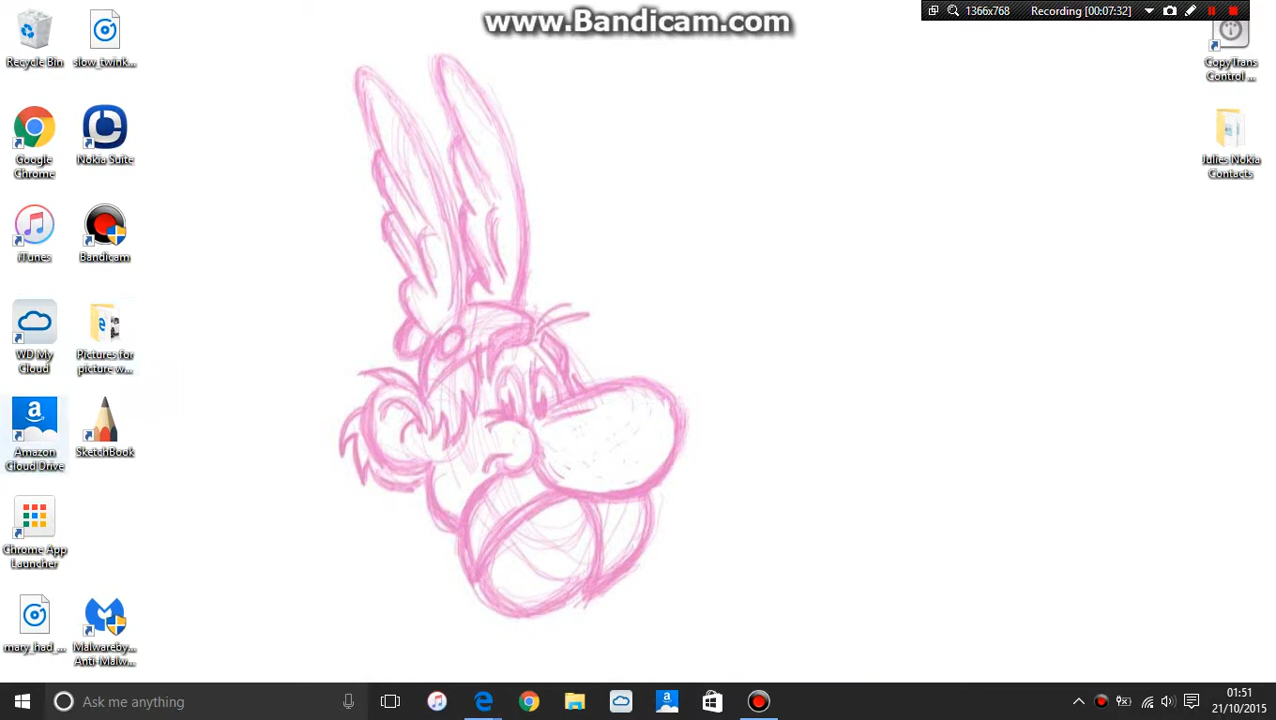 www.Bandicam.com
1366x768
Recording [00:07:32]
Recycle Bin
slow_twink...
CopyTrans
Control ...
Google
Chrome
Nokia Suite
Julies Nokia
Contacts
iTunes
Bandicam
WD My
Cloud
Pictures for
picture w...
Amazon
Cloud Drive
SketchBook
Chrome App
Launcher
mary_had_...
Malwareby...
Anti-Malw...
Ask me anything
01:51
21/10/2015